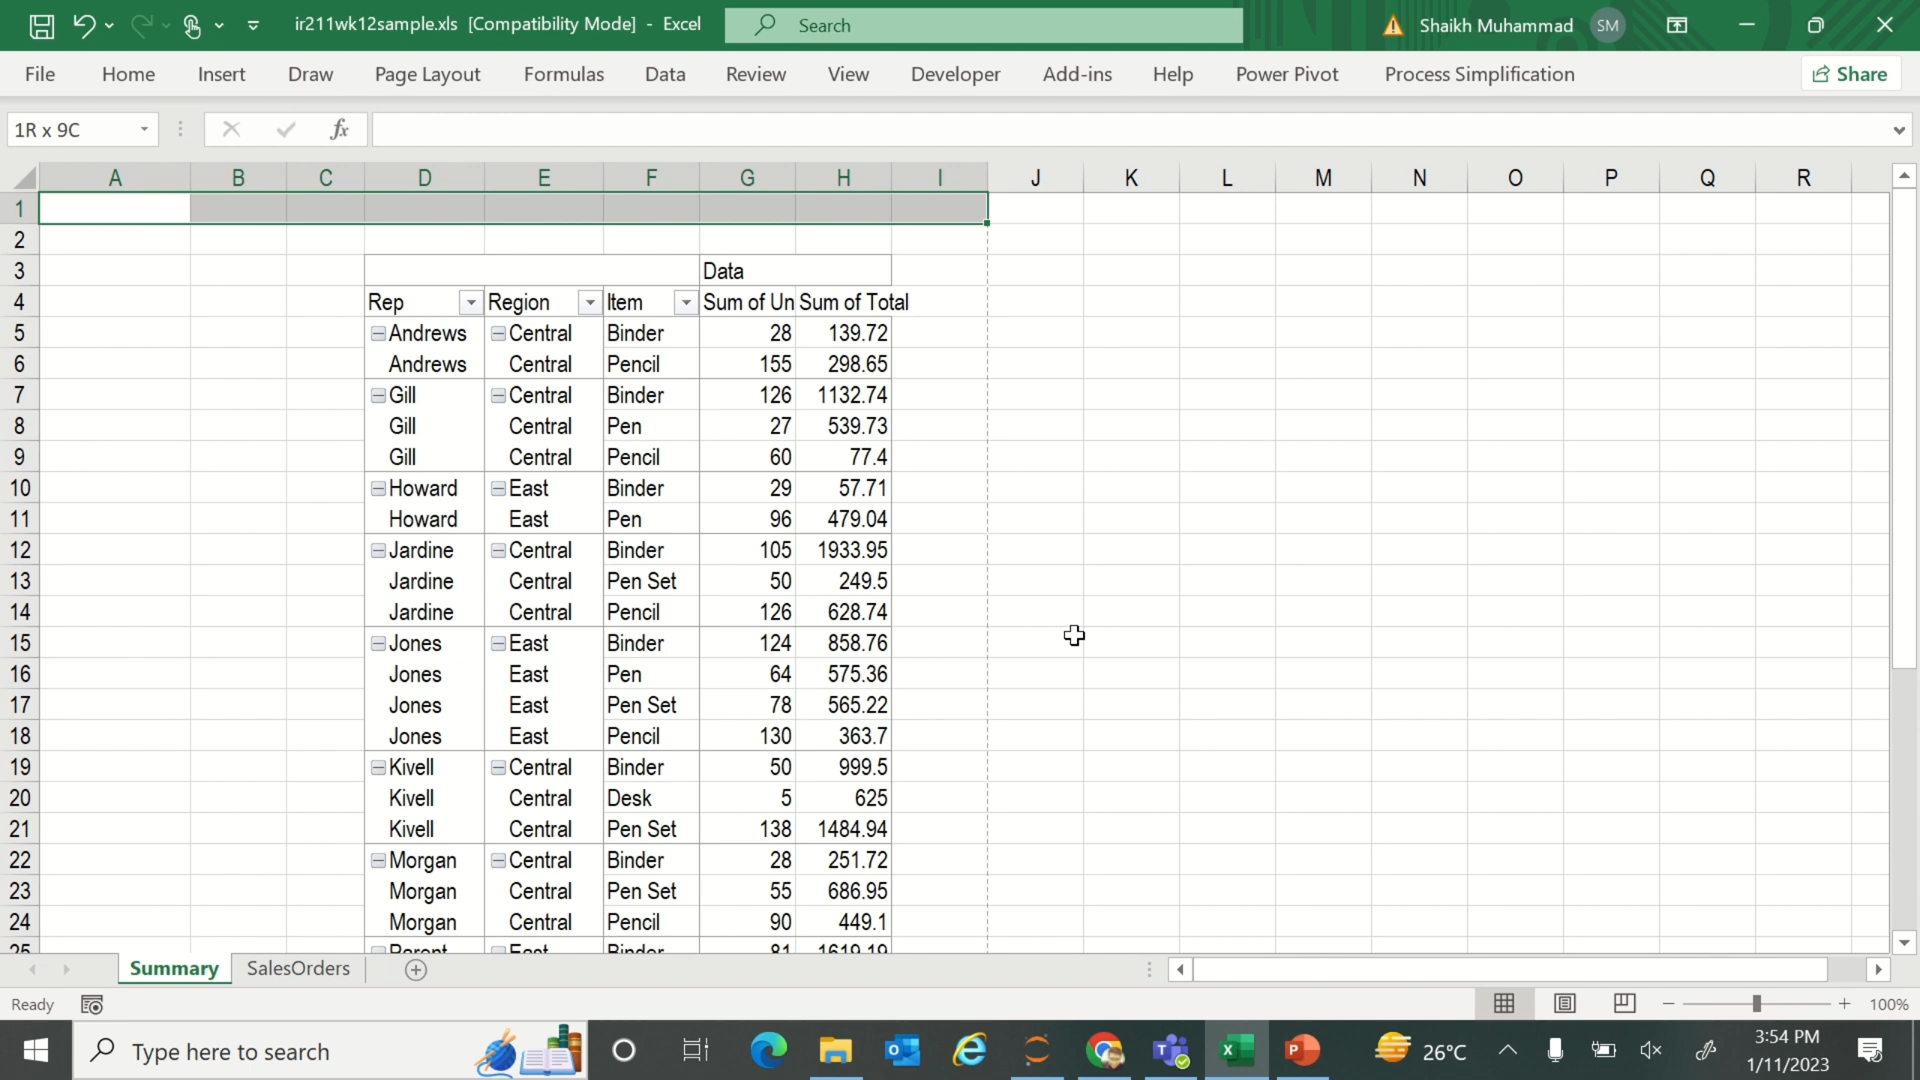 ir211wk12sample.xls [Compatibility Mode] - Excel
Search
Shaikh Muhammad SM
File Home Insert Draw Page Layout Formulas Data Review View Developer Add-ins Help Power Pivot Process Simplification Share
1R x 9C fx
A B C D E F G H I J K L M N O P Q R
1
2
3 Data
4 Rep Region Item Sum of Un Sum of Total
5 Andrews Central Binder 28 139.72
6 Andrews Central Pencil 155 298.65
7 Gill Central Binder 126 1132.74
8 Gill Central Pen 27 539.73
9 Gill Central Pencil 60 77.4
10 Howard East Binder 29 57.71
11 Howard East Pen 96 479.04
12 Jardine Central Binder 105 1933.95
13 Jardine Central Pen Set 50 249.5
14 Jardine Central Pencil 126 628.74
15 Jones East Binder 124 858.76
16 Jones East Pen 64 575.36
17 Jones East Pen Set 78 565.22
18 Jones East Pencil 130 363.7
19 Kivell Central Binder 50 999.5
20 Kivell Central Desk 5 625
21 Kivell Central Pen Set 138 1484.94
22 Morgan Central Binder 28 251.72
23 Morgan Central Pen Set 55 686.95
24 Morgan Central Pencil 90 449.1
25 Parent East Binder 81 1619.19
Summary SalesOrders
Ready 100%
Type here to search
26°C
3:54 PM
1/11/2023